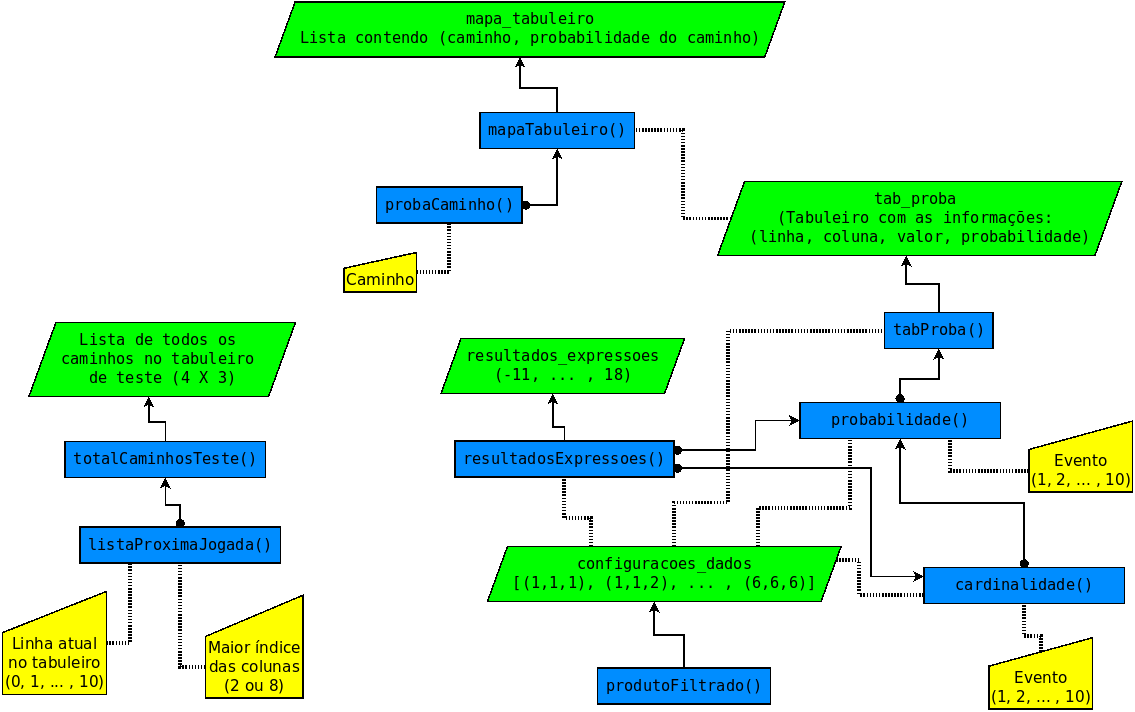 mapa_tabuleiro
Lista contendo (caminho, probabilidade do caminho)
mapaTabuleiro()
probaCaminho()
Caminho
tab_proba
(Tabuleiro com as informações:
(linha, coluna, valor, probabilidade)
tabProba()
Lista de todos os
caminhos no tabuleiro
de teste (4 X 3)
resultados_expressoes
(-11, ... , 18)
probabilidade()
totalCaminhosTeste()
resultadosExpressoes()
Evento
(1, 2, ... , 10)
listaProximaJogada()
configuracoes_dados
[(1,1,1), (1,1,2), ... , (6,6,6)]
cardinalidade()
Linha atual
no tabuleiro
(0, 1, ... , 10)
Maior índice
das colunas
(2 ou 8)
produtoFiltrado()
Evento
(1, 2, ... , 10)